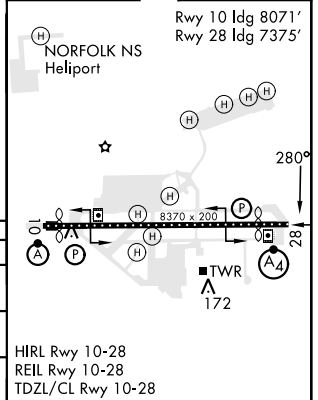 Rwy 10 ldg 8071'
Rwy 28 ldg 7375'
H
NORFOLK NS
Heliport
H
H
H
H
280°
H
P
8370 x 200
H
H
H
10
28
A
P
TWR
172
A4
HIRL Rwy 10-28
REIL Rwy 10-28
TDZL/CL Rwy 10-28